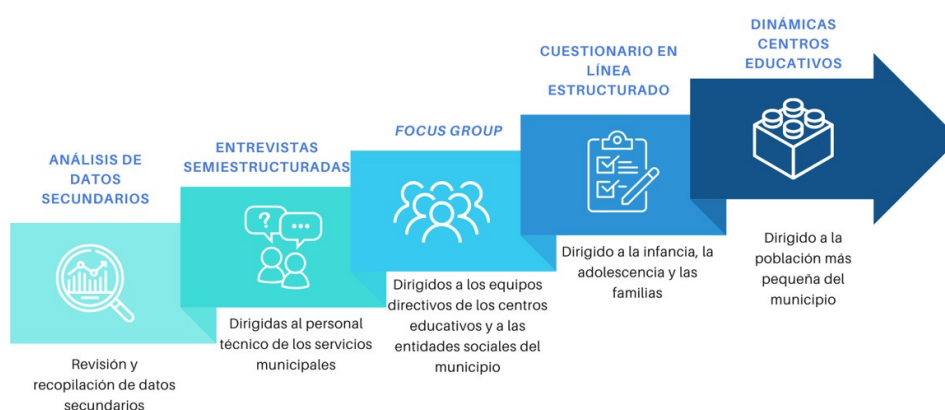 ANÁLISIS DE
DATOS
SECUNDARIOS
Revisión y
recopilación de datos
secundarios
ENTREVISTAS
SEMIESTRUCTURADAS
?
...
Dirigidas al personal
técnico de los servicios
municipales
FOCUS GROUP
Dirigidos a los equipos
directivos de los centros
educativos y a las
entidades sociales del
municipio
CUESTIONARIO EN
LÍNEA
ESTRUCTURADO
Dirigido a la infancia, la
adolescencia y las
familias
DINÁMICAS
CENTROS
EDUCATIVOS
Dirigido a la
población más
pequeña del
municipio